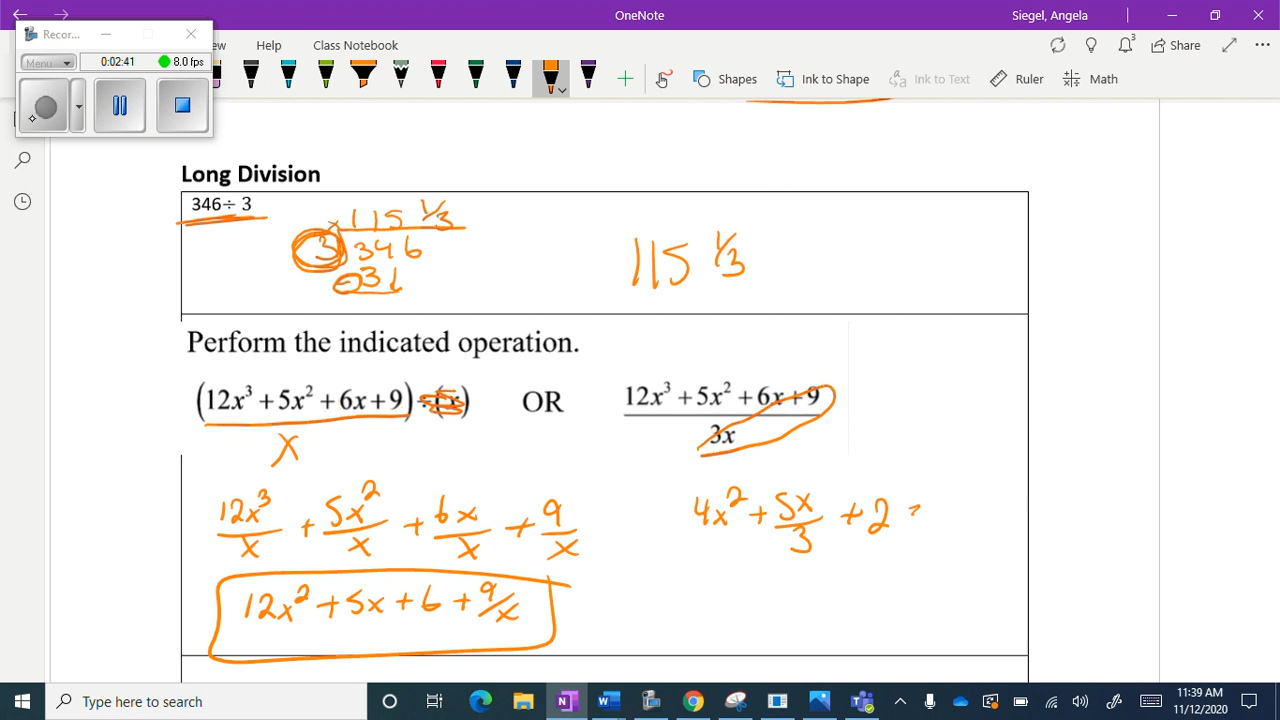 OneNote
Siegel, Angela
Recor...
ew Help Class Notebook
Share
Menu 0:02:41 8.0 fps
Shapes Ink to Shape Ink to Text Ruler Math
Long Division
346÷ 3
115 1/3
3 346
-3↓
115 1/3
Perform the indicated operation.
(12x³ + 5x² + 6x + 9) ÷ (x) OR 12x³ + 5x² + 6x + 9 / 3x
x
12x³/x + 5x²/x + 6x/x + 9/x
4x² + 5x/3 + 2
12x² + 5x + 6 + 9/x
Type here to search
11:39 AM
11/12/2020